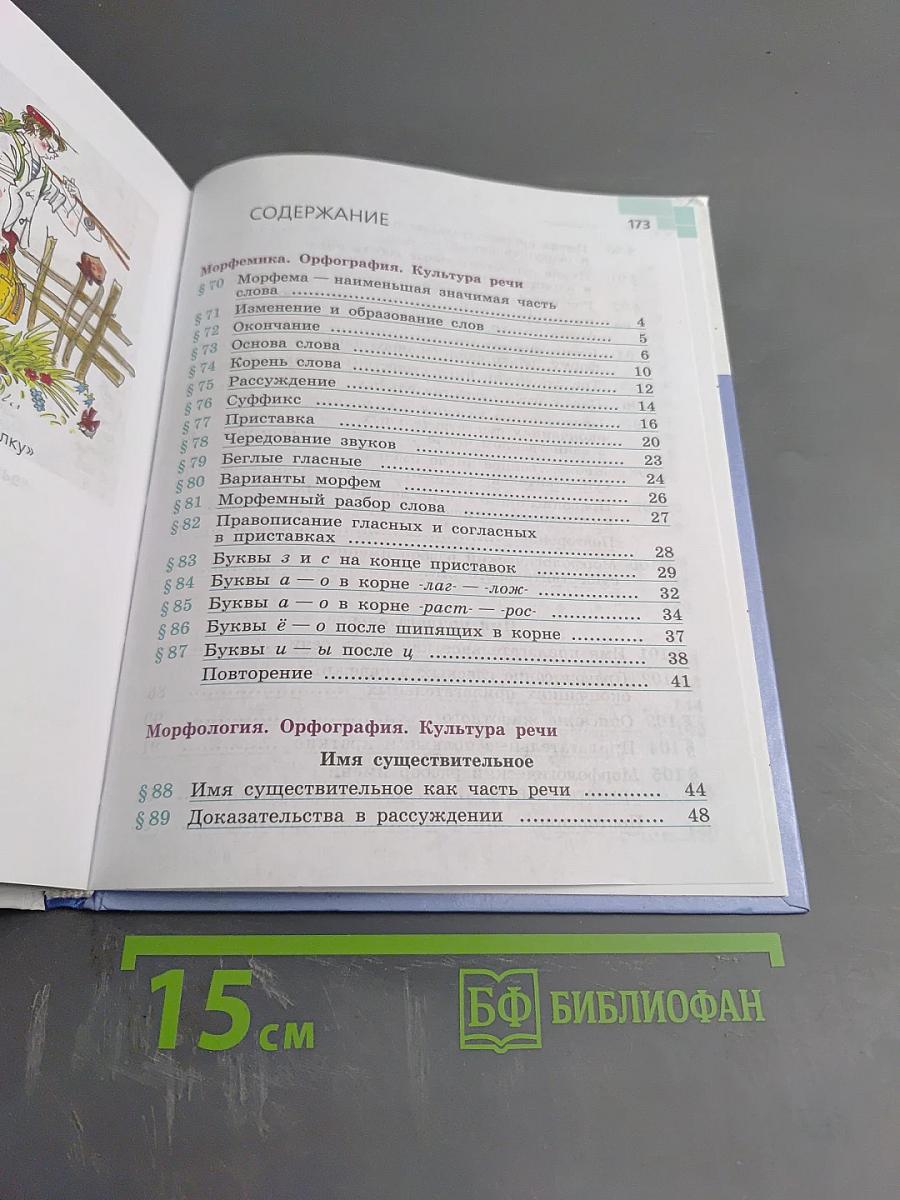 лку»
СОДЕРЖАНИЕ
173
Морфемика. Орфография. Культура речи
§ 70 Морфема — наименьшая значимая часть
слова ........ 4
§ 71 Изменение и образование слов ........ 5
§ 72 Окончание ........ 6
§ 73 Основа слова ........ 10
§ 74 Корень слова ........ 12
§ 75 Рассуждение ........ 14
§ 76 Суффикс ........ 16
§ 77 Приставка ........ 20
§ 78 Чередование звуков ........ 23
§ 79 Беглые гласные ........ 24
§ 80 Варианты морфем ........ 26
§ 81 Морфемный разбор слова ........ 27
§ 82 Правописание гласных и согласных
в приставках ........ 28
§ 83 Буквы з и с на конце приставок ........ 29
§ 84 Буквы а — о в корне -лаг- — -лож- ........ 32
§ 85 Буквы а — о в корне -раст- — -рос- ........ 34
§ 86 Буквы ё — о после шипящих в корне ........ 37
§ 87 Буквы и — ы после ц ........ 38
Повторение ........ 41
Морфология. Орфография. Культура речи
Имя существительное
§ 88 Имя существительное как часть речи ........ 44
§ 89 Доказательства в рассуждении ........ 48
15 см
БФ БИБЛИОФАН